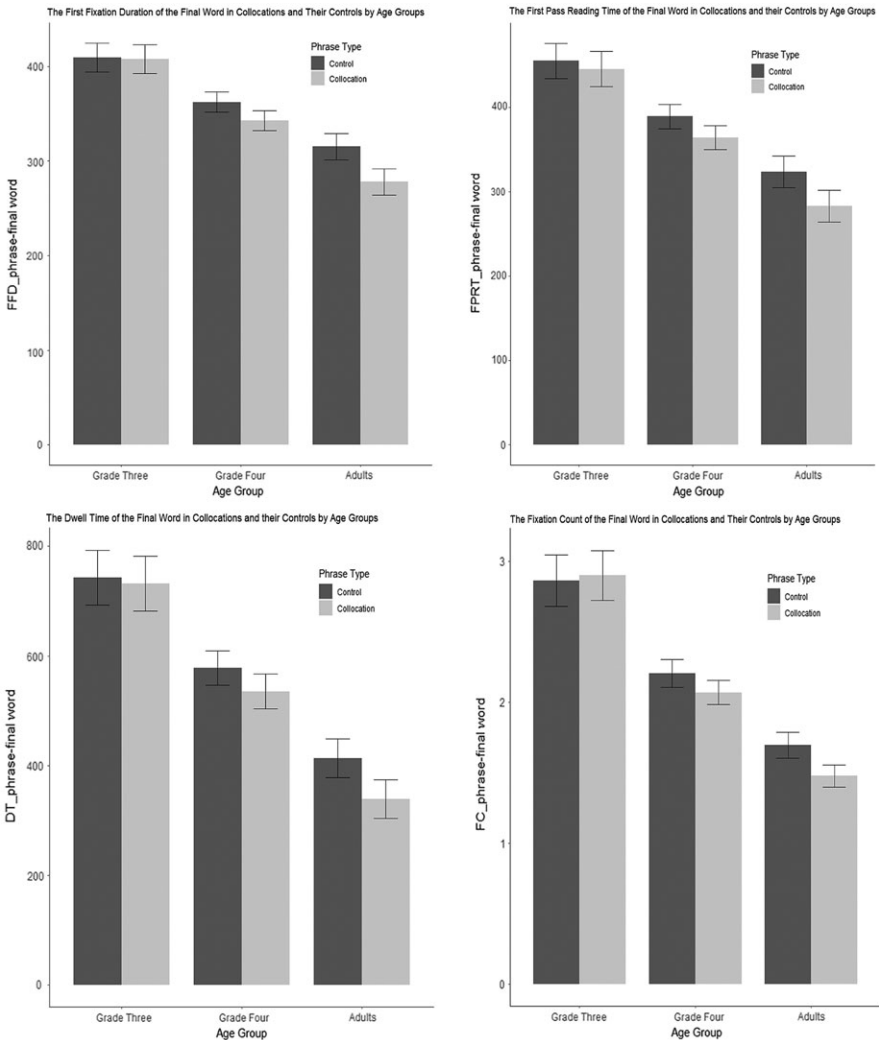 The First Fixation Duration of the Final Word in Collocations and Their Controls by Age Groups
Phrase Type
Control
Collocation
400
300
200
100
0
FFD_phrase-final word
Grade Three
Grade Four
Adults
Age Group
The First Pass Reading Time of the Final Word in Collocations and their Controls by Age Groups
Phrase Type
Control
Collocation
400
300
200
100
0
FPRT_phrase-final word
Grade Three
Grade Four
Adults
Age Group
The Dwell Time of the Final Word in Collocations and their Controls by Age Groups
Phrase Type
Control
Collocation
800
600
400
200
0
DT_phrase-final word
Grade Three
Grade Four
Adults
Age Group
The Fixation Count of the Final Word in Collocations and Their Controls by Age Groups
Phrase Type
Control
Collocation
3
2
1
0
FC_phrase-final word
Grade Three
Grade Four
Adults
Age Group